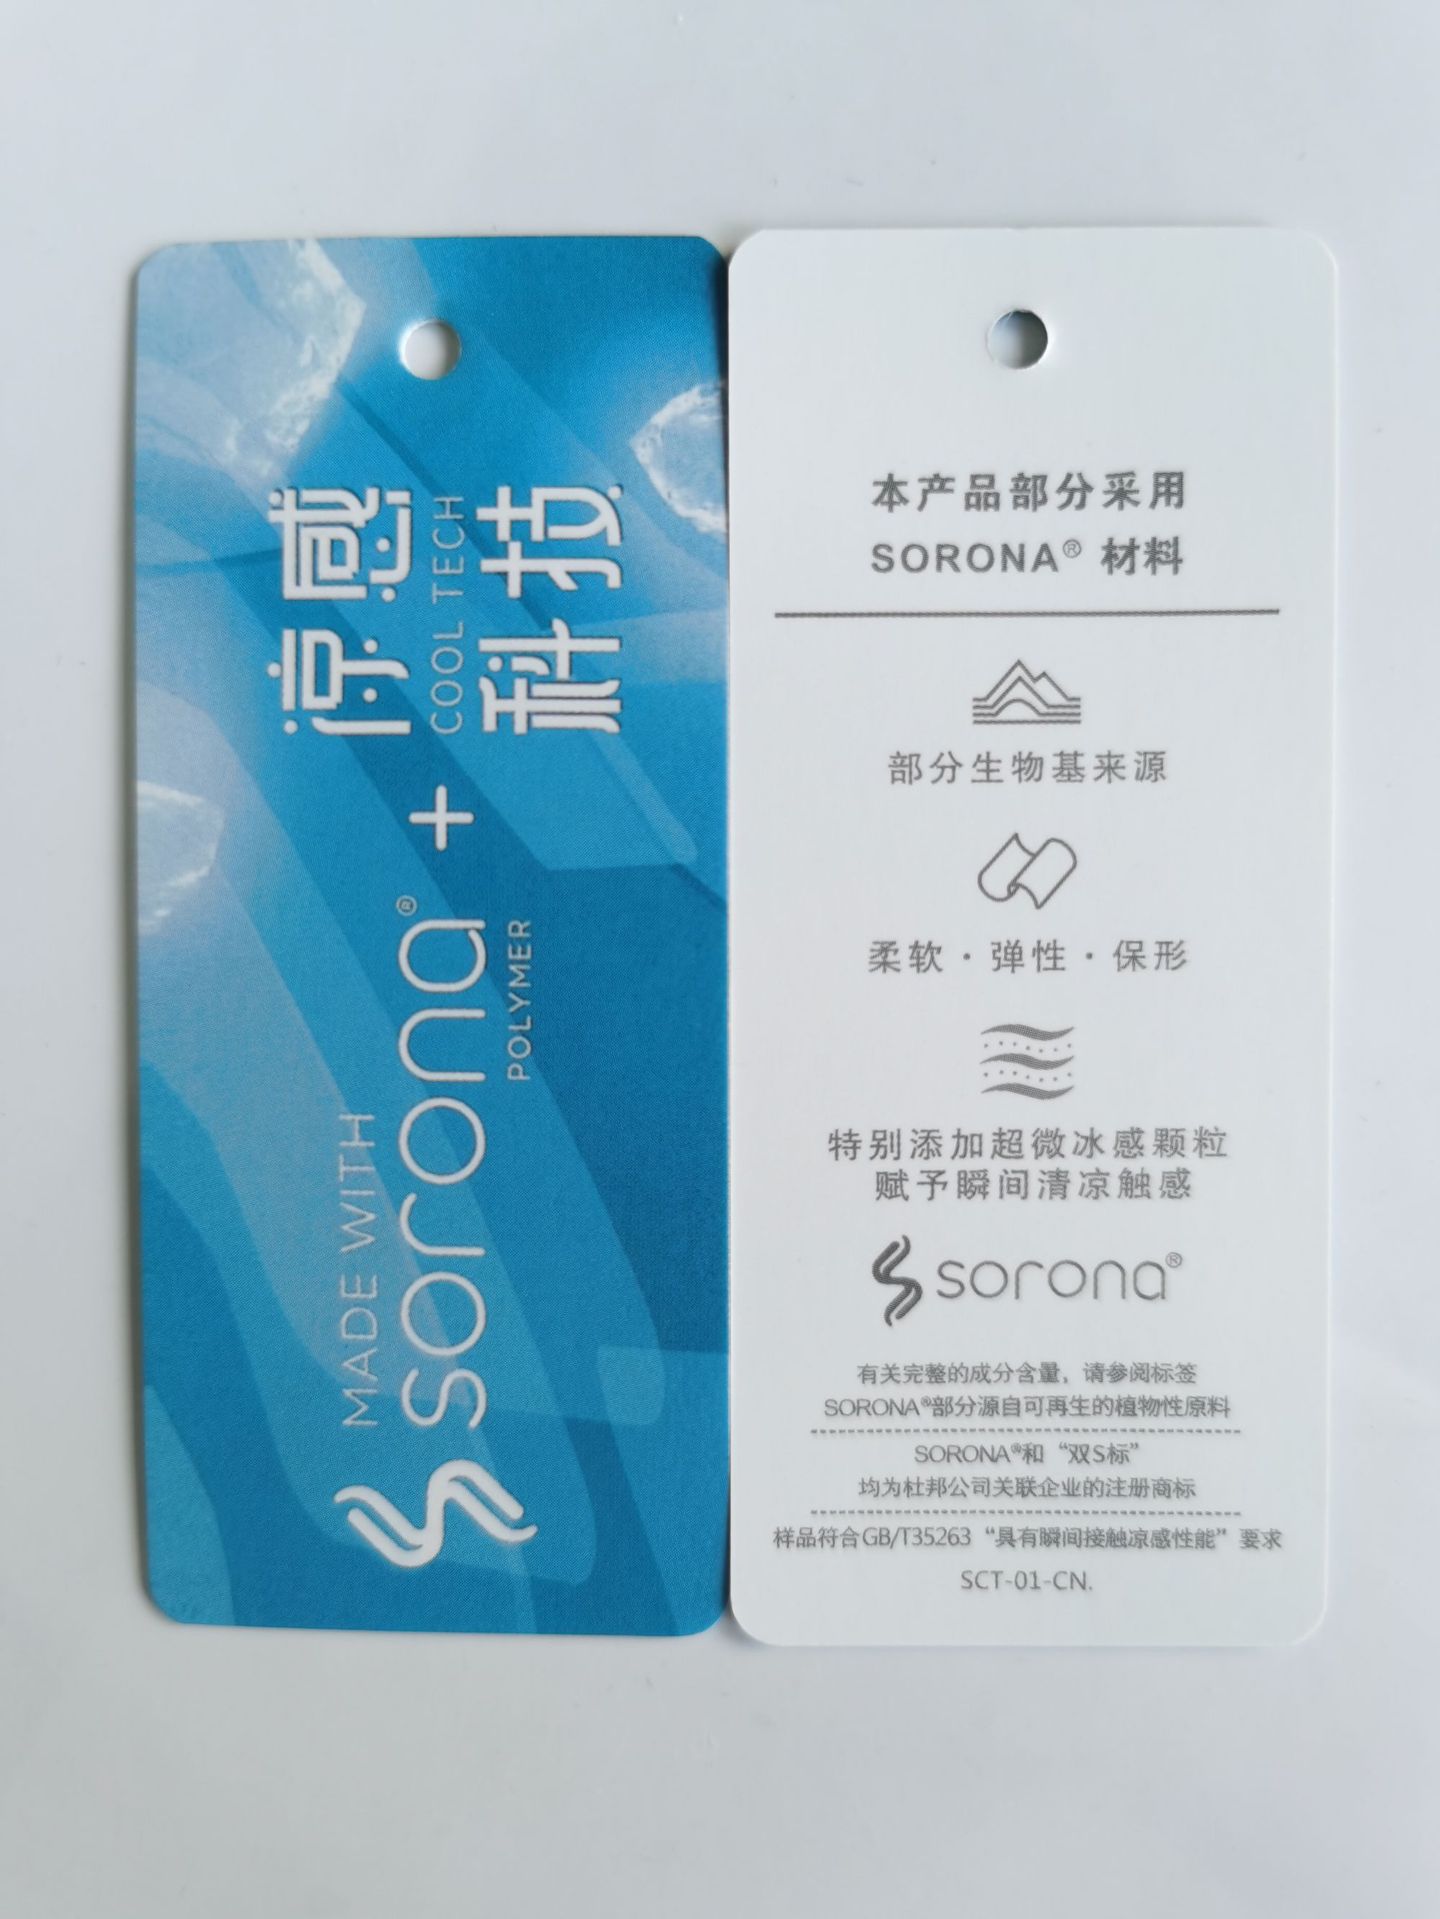 MADE WITH
sorona®
POLYMER
+
凉感
COOL TECH
科技
本产品部分采用
SORONA® 材料
部分生物基来源
柔软·弹性·保形
特别添加超微冰感颗粒
赋予瞬间清凉触感
sorona®
有关完整的成分含量，请参阅标签
SORONA®部分源自可再生的植物性原料
SORONA®和“双S标”
均为杜邦公司关联企业的注册商标
样品符合GB/T35263“具有瞬间接触凉感性能”要求
SCT-01-CN.